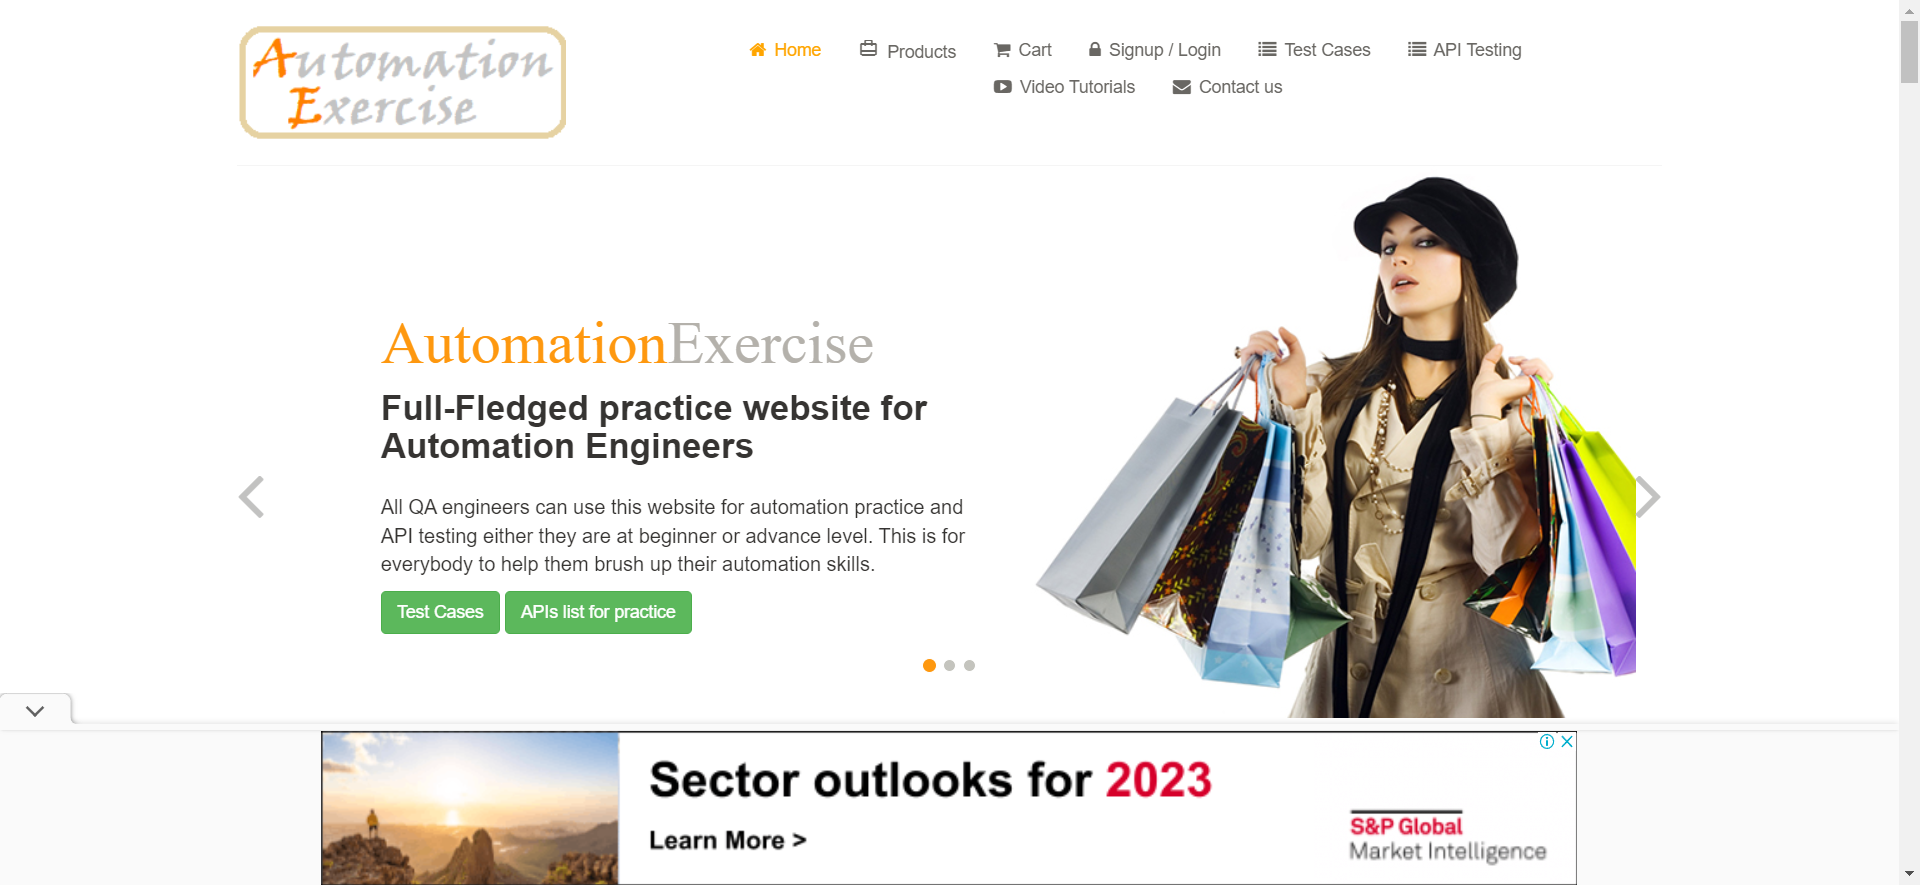 Automation
Exercise
Home Products Cart Signup / Login Test Cases API Testing
Video Tutorials Contact us
AutomationExercise
Full-Fledged practice website for
Automation Engineers
All QA engineers can use this website for automation practice and
API testing either they are at beginner or advance level. This is for
everybody to help them brush up their automation skills.
Test Cases APIs list for practice
Sector outlooks for 2023
Learn More >
S&P Global
Market Intelligence